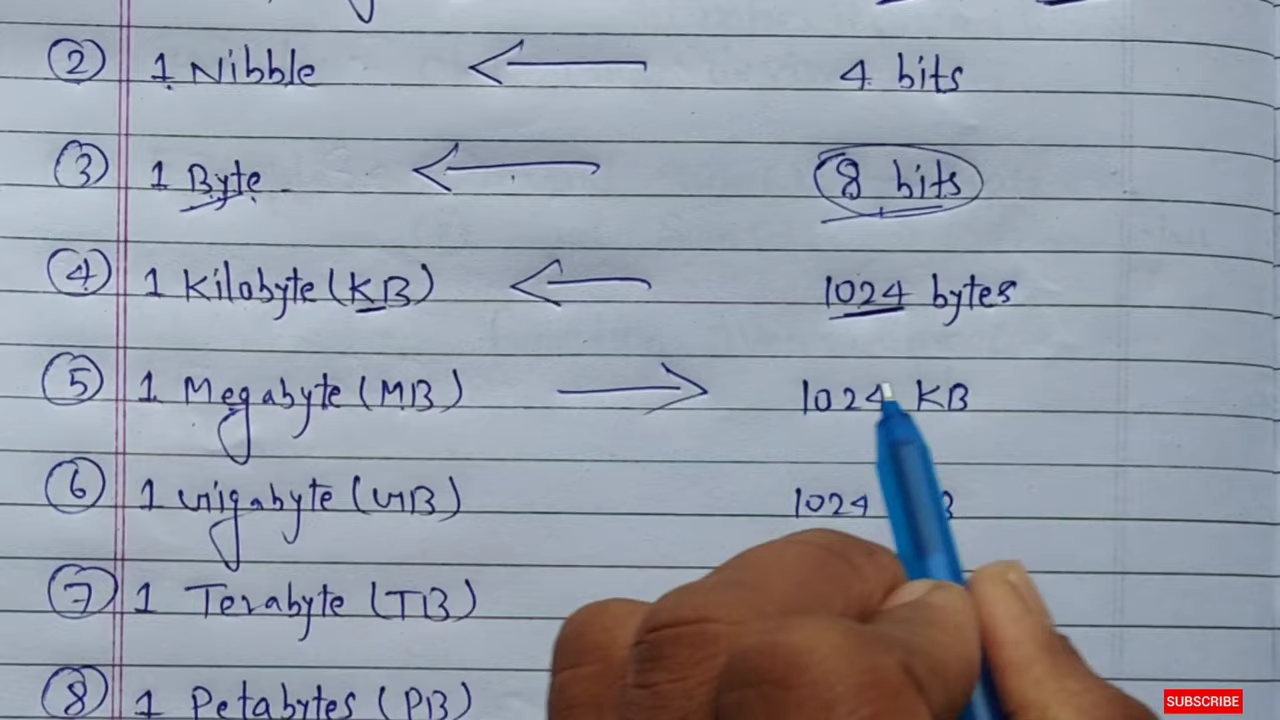 ② 1 Nibble ← 4 bits
③ 1 Byte ← 8 bits
④ 1 Kilobyte (KB) ← 1024 bytes
⑤ 1 Megabyte (MB) → 1024 KB
⑥ 1 Gigabyte (GB) 1024
⑦ 1 Terabyte (TB)
⑧ 1 Petabytes (PB)
SUBSCRIBE